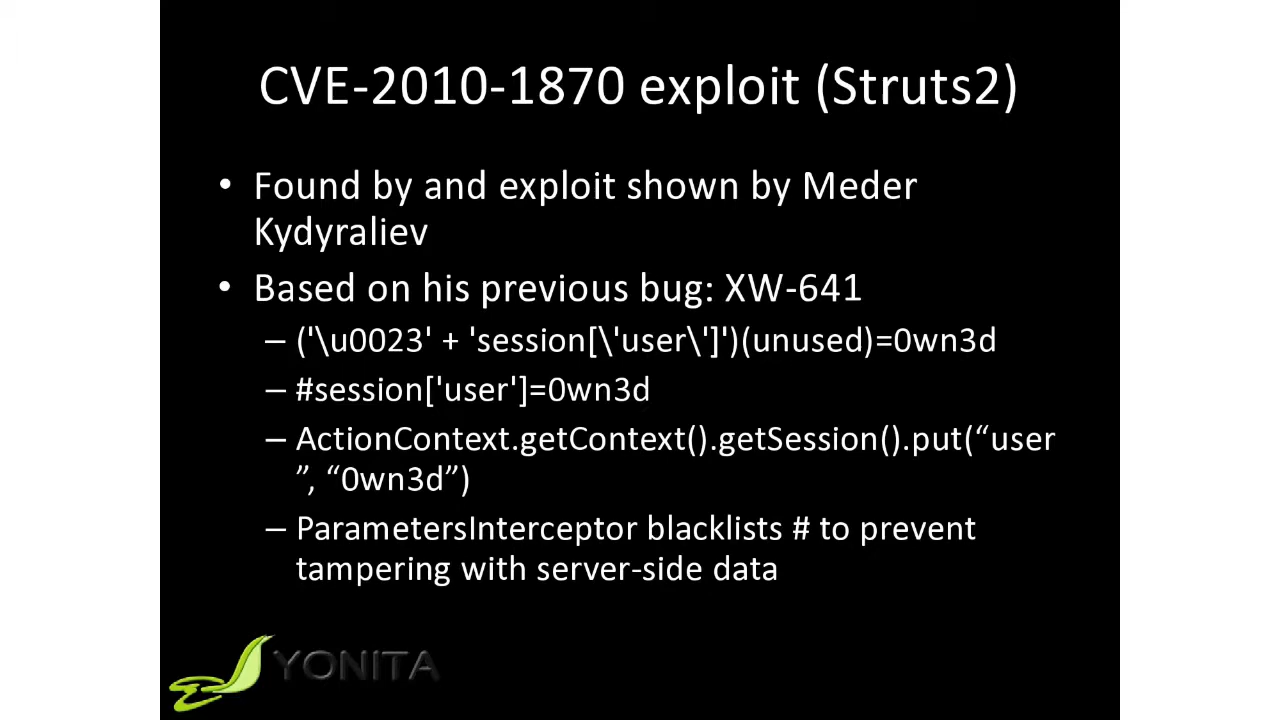 CVE-2010-1870 exploit (Struts2)
• Found by and exploit shown by Meder
Kydyraliev
• Based on his previous bug: XW-641
– ('\u0023' + 'session[\'user\']')(unused)=0wn3d
– #session['user']=0wn3d
– ActionContext.getContext().getSession().put(“user
”, “0wn3d”)
– ParametersInterceptor blacklists # to prevent
tampering with server-side data
YONITA